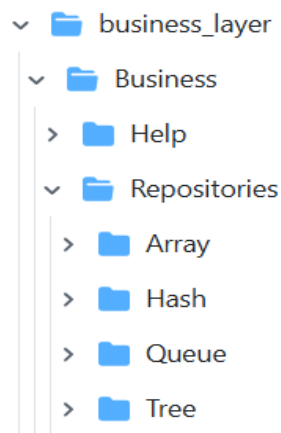 business_layer
Business
Help
Repositories
Array
Hash
Queue
Tree